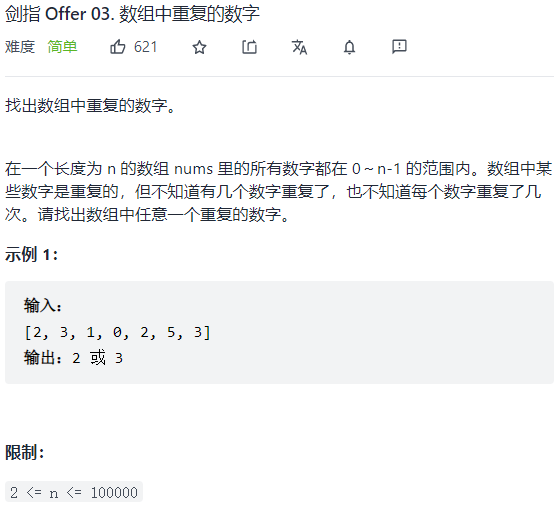 剑指 Offer 03. 数组中重复的数字
难度 简单 621
找出数组中重复的数字。
在一个长度为 n 的数组 nums 里的所有数字都在 0～n-1 的范围内。数组中某
些数字是重复的，但不知道有几个数字重复了，也不知道每个数字重复了几
次。请找出数组中任意一个重复的数字。
示例 1：
输入：
[2, 3, 1, 0, 2, 5, 3]
输出：2 或 3
限制：
2 <= n <= 100000